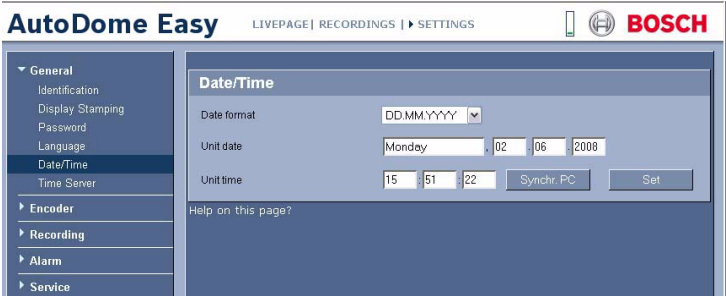 AutoDome Easy LIVEPAGE| RECORDINGS | SETTINGS BOSCH
General
Identification
Display Stamping
Password
Language
Date/Time
Time Server
Encoder
Recording
Alarm
Service
Date/Time
Date format DD.MM.YYYY
Unit date Monday , 02 . 06 . 2008
Unit time 15 : 51 : 22 Synchr. PC Set
Help on this page?